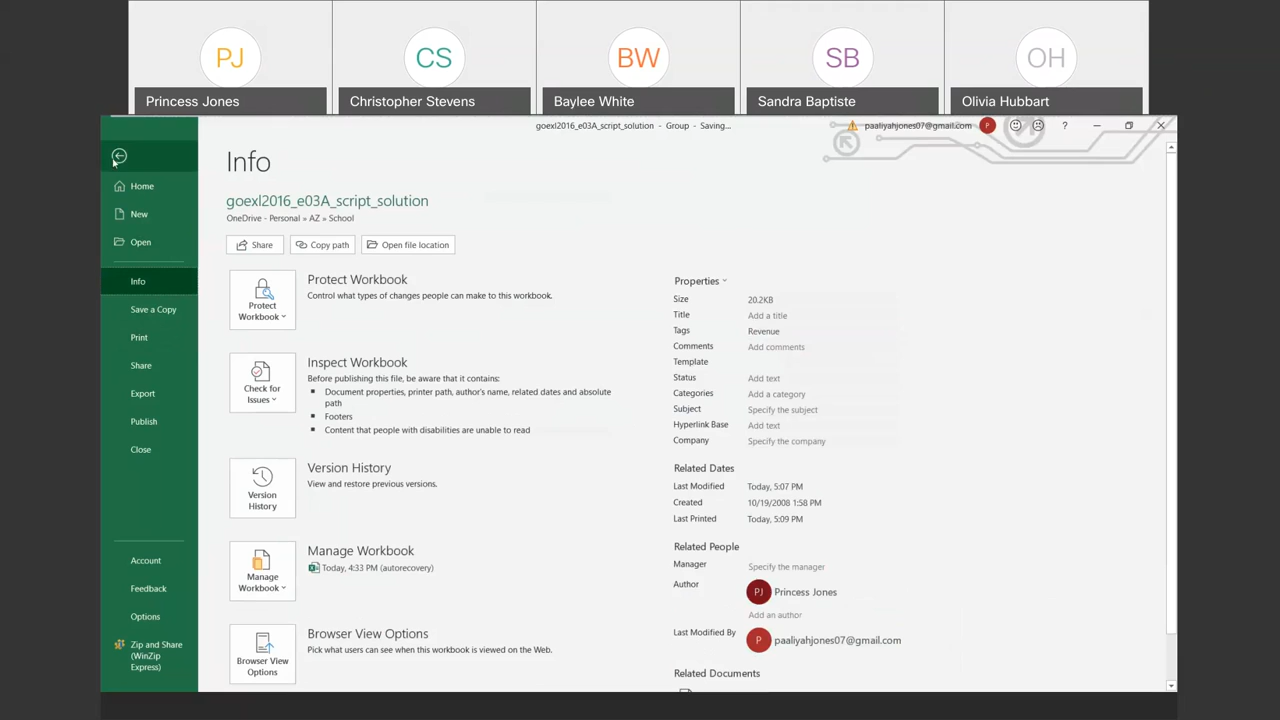 PJ
CS
BW
SB
OH
Princess Jones
Christopher Stevens
Baylee White
Sandra Baptiste
Olivia Hubbart
goexl2016_e03A_script_solution - Group - Saving...
paaliyahjones07@gmail.com
P
?
Info
goexl2016_e03A_script_solution
OneDrive - Personal » AZ » School
Home
New
Open
Info
Save a Copy
Print
Share
Export
Publish
Close
Account
Feedback
Options
Zip and Share
(WinZip
Express)
Share
Copy path
Open file location
Protect
Workbook
Protect Workbook
Control what types of changes people can make to this workbook.
Check for
Issues
Inspect Workbook
Before publishing this file, be aware that it contains:
Document properties, printer path, author's name, related dates and absolute
path
Footers
Content that people with disabilities are unable to read
Version
History
Version History
View and restore previous versions.
Manage
Workbook
Manage Workbook
Today, 4:33 PM (autorecovery)
Browser View
Options
Browser View Options
Pick what users can see when this workbook is viewed on the Web.
Properties
Size 20.2KB
Title Add a title
Tags Revenue
Comments Add comments
Template
Status Add text
Categories Add a category
Subject Specify the subject
Hyperlink Base Add text
Company Specify the company
Related Dates
Last Modified Today, 5:07 PM
Created 10/19/2008 1:58 PM
Last Printed Today, 5:09 PM
Related People
Manager Specify the manager
Author PJ Princess Jones
Add an author
Last Modified By P paaliyahjones07@gmail.com
Related Documents